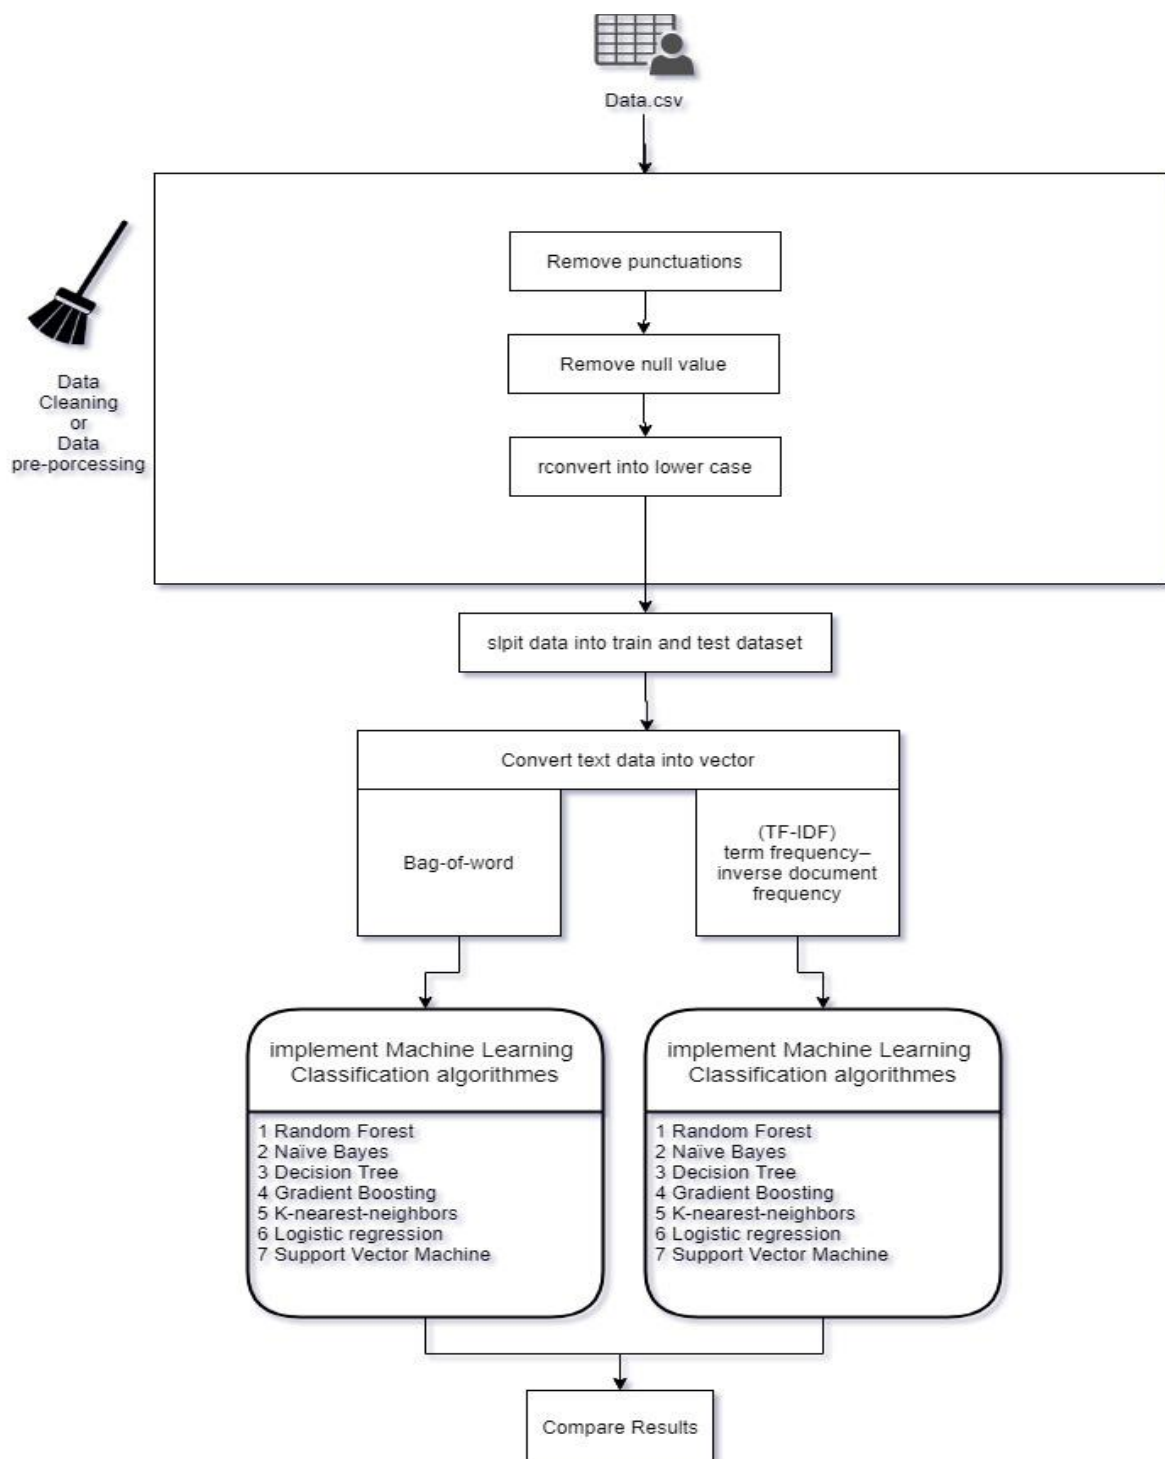 Data.csv
Remove punctuations
Remove null value
rconvert into lower case
Data
Cleaning
or
Data
pre-porcessing
slpit data into train and test dataset
Convert text data into vector
Bag-of-word
(TF-IDF)
term frequency–
inverse document
frequency
implement Machine Learning
Classification algorithmes
1 Random Forest
2 Naïve Bayes
3 Decision Tree
4 Gradient Boosting
5 K-nearest-neighbors
6 Logistic regression
7 Support Vector Machine
implement Machine Learning
Classification algorithmes
1 Random Forest
2 Naïve Bayes
3 Decision Tree
4 Gradient Boosting
5 K-nearest-neighbors
6 Logistic regression
7 Support Vector Machine
Compare Results